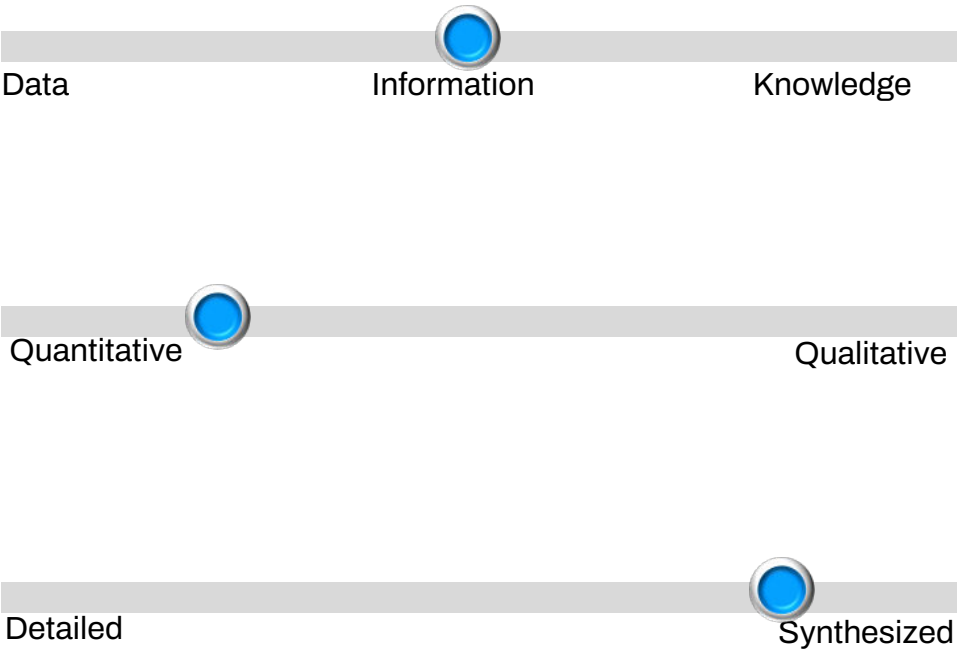 Data Information Knowledge
Quantitative Qualitative
Detailed Synthesized